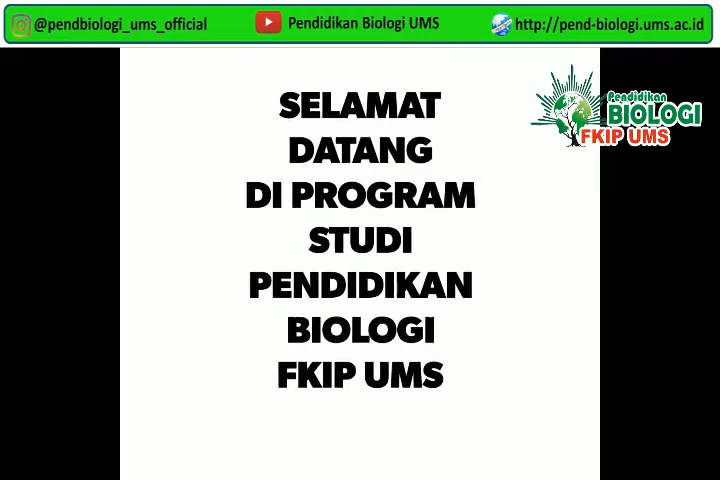 @pendbiologi_ums_official
Pendidikan Biologi UMS
http://pend-biologi.ums.ac.id
Pendidikan
BIOLOGI
FKIP UMS
SELAMAT
DATANG
DI PROGRAM
STUDI
PENDIDIKAN
BIOLOGI
FKIP UMS